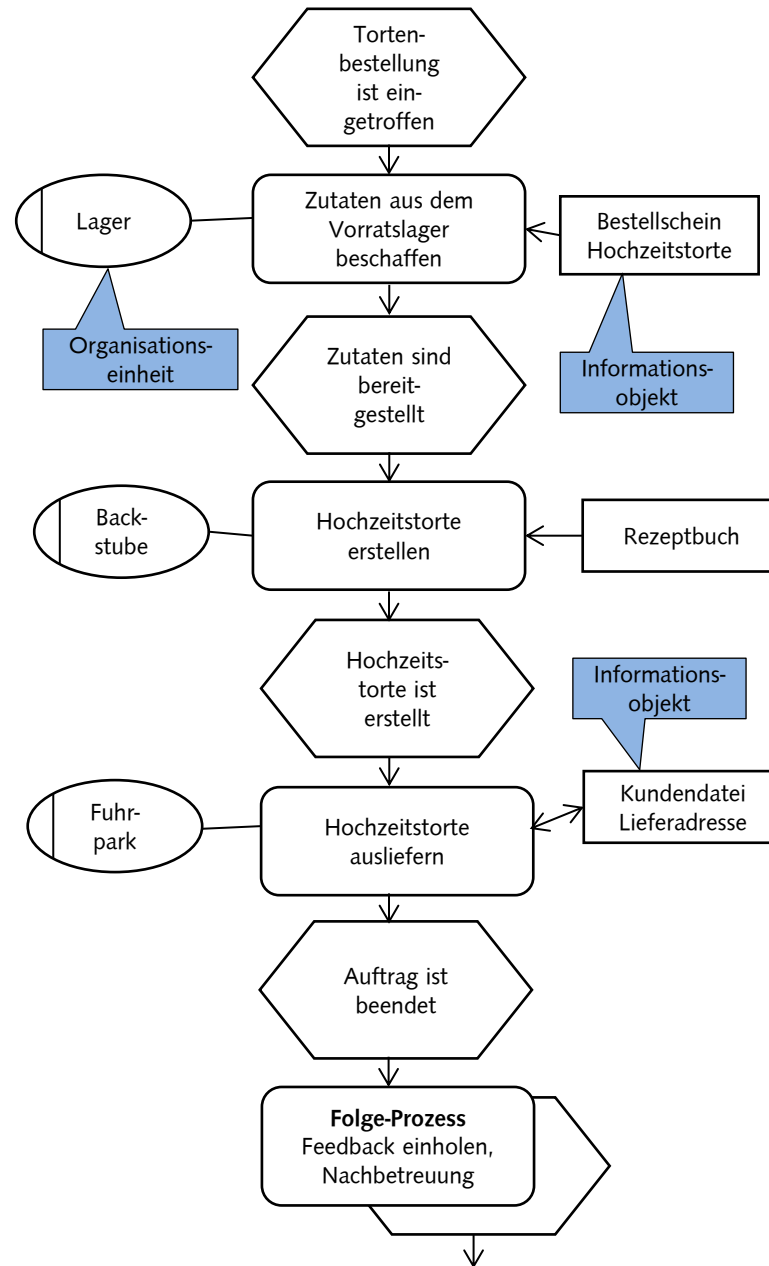 Torten-
bestellung
ist ein-
getroffen
Lager
Zutaten aus dem
Vorratslager
beschaffen
Bestellschein
Hochzeitstorte
Organisations-
einheit
Zutaten sind
bereit-
gestellt
Informations-
objekt
Back-
stube
Hochzeitstorte
erstellen
Rezeptbuch
Hochzeits-
torte ist
erstellt
Informations-
objekt
Fuhr-
park
Hochzeitstorte
ausliefern
Kundendatei
Lieferadresse
Auftrag ist
beendet
Folge-Prozess
Feedback einholen,
Nachbetreuung